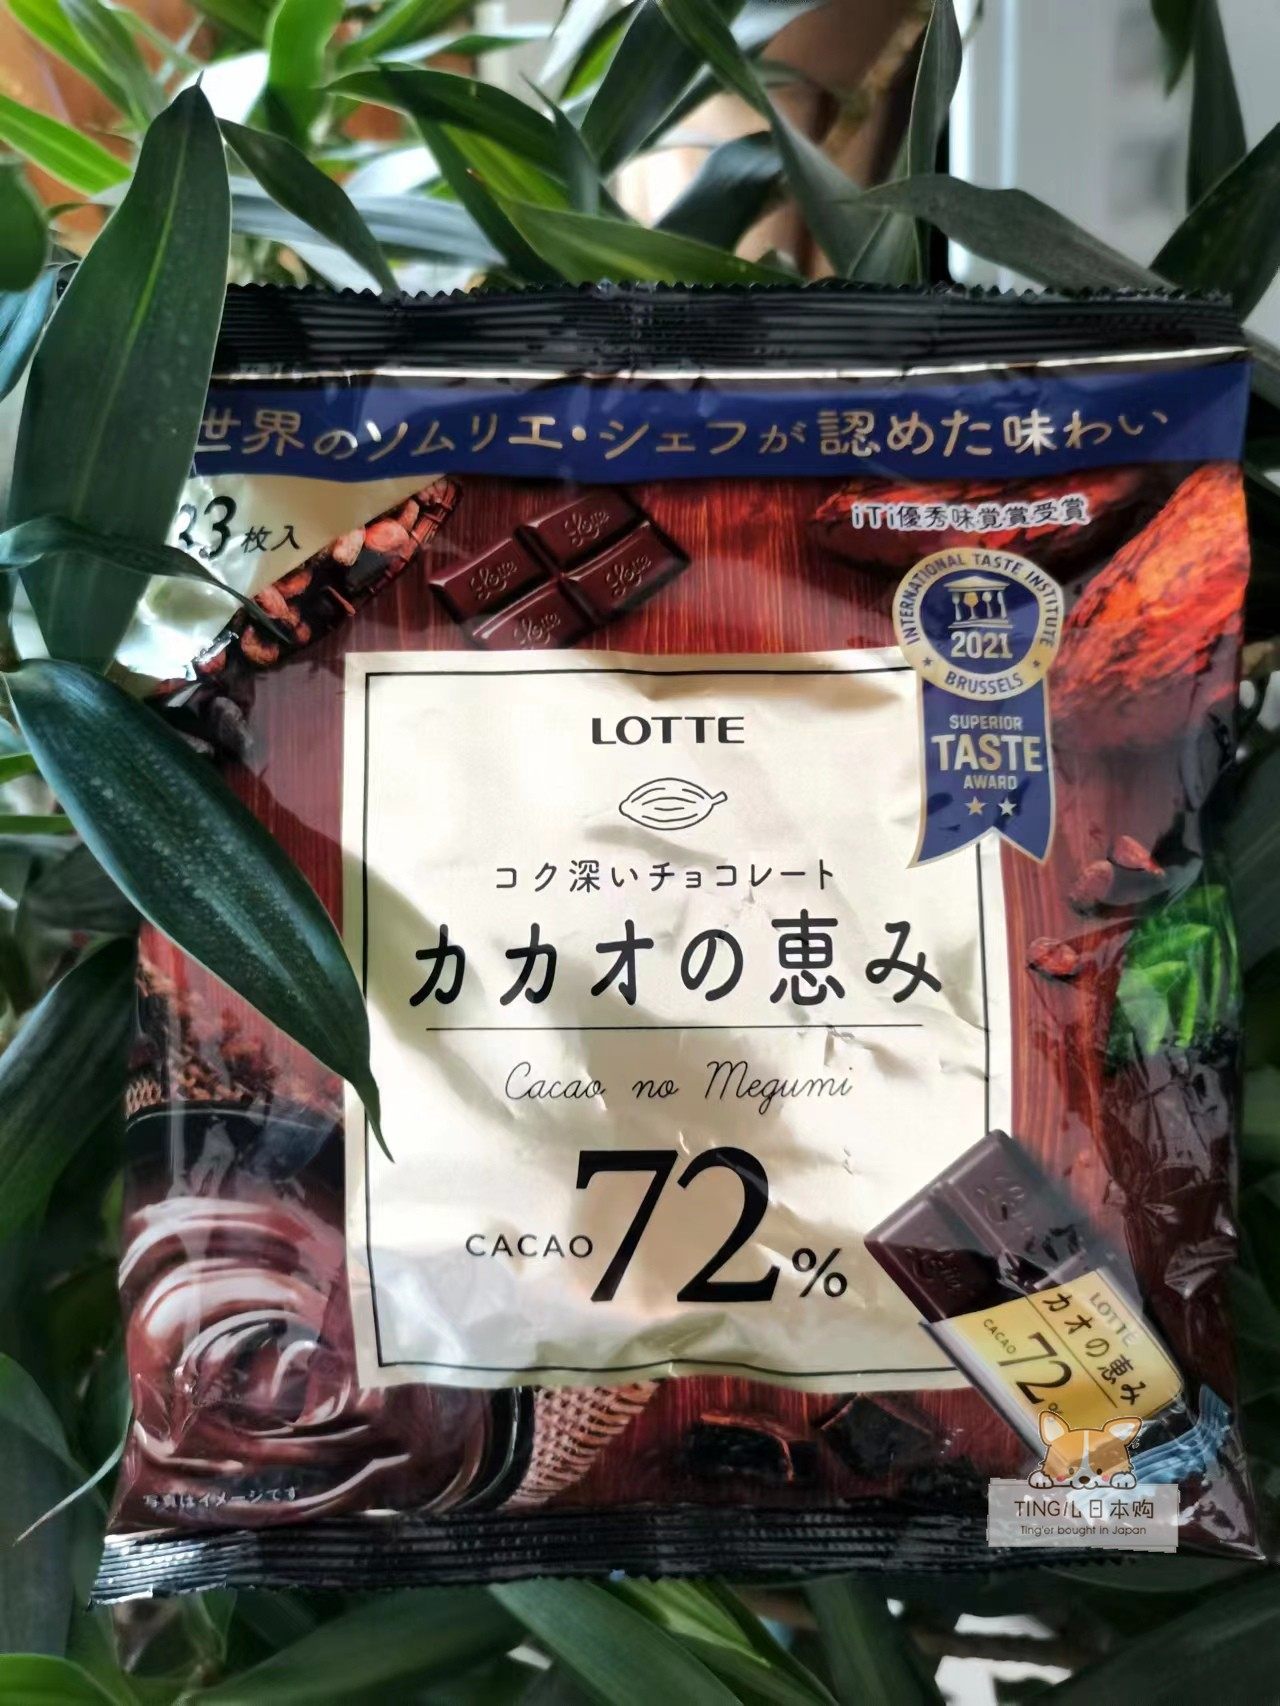 世界のソムリエ・シェフが認めた味わい
33枚入
iTi優秀味覚賞受賞
INTERNATIONAL TASTE INSTITUTE
2021
BRUSSELS
SUPERIOR
TASTE
AWARD
LOTTE
コク深いチョコレート
カカオの恵み
Cacao no Megumi
CACAO 72%
LOTTE
カオの恵み
CACAO
72%
写真はイメージです
TING儿日本购
Ting'er bought in Japan